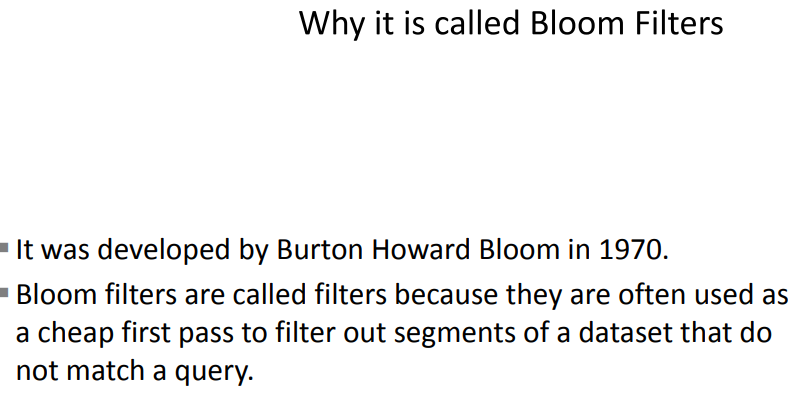 Why it is called Bloom Filters
▪ It was developed by Burton Howard Bloom in 1970.
▪ Bloom filters are called filters because they are often used as
a cheap first pass to filter out segments of a dataset that do
not match a query.